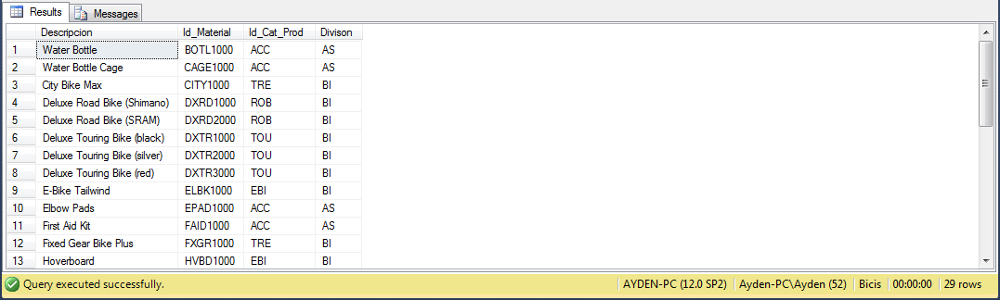 Results Messages
Descripcion Id_Material Id_Cat_Prod Divison
1 Water Bottle BOTL1000 ACC AS
2 Water Bottle Cage CAGE1000 ACC AS
3 City Bike Max CITY1000 TRE BI
4 Deluxe Road Bike (Shimano) DXRD1000 ROB BI
5 Deluxe Road Bike (SRAM) DXRD2000 ROB BI
6 Deluxe Touring Bike (black) DXTR1000 TOU BI
7 Deluxe Touring Bike (silver) DXTR2000 TOU BI
8 Deluxe Touring Bike (red) DXTR3000 TOU BI
9 E-Bike Tailwind ELBK1000 EBI BI
10 Elbow Pads EPAD1000 ACC AS
11 First Aid Kit FAID1000 ACC AS
12 Fixed Gear Bike Plus FXGR1000 TRE BI
13 Hoverboard HVBD1000 EBI BI
Query executed successfully. AYDEN-PC (12.0 SP2) Ayden-PC\Ayden (52) Bicis 00:00:00 29 rows